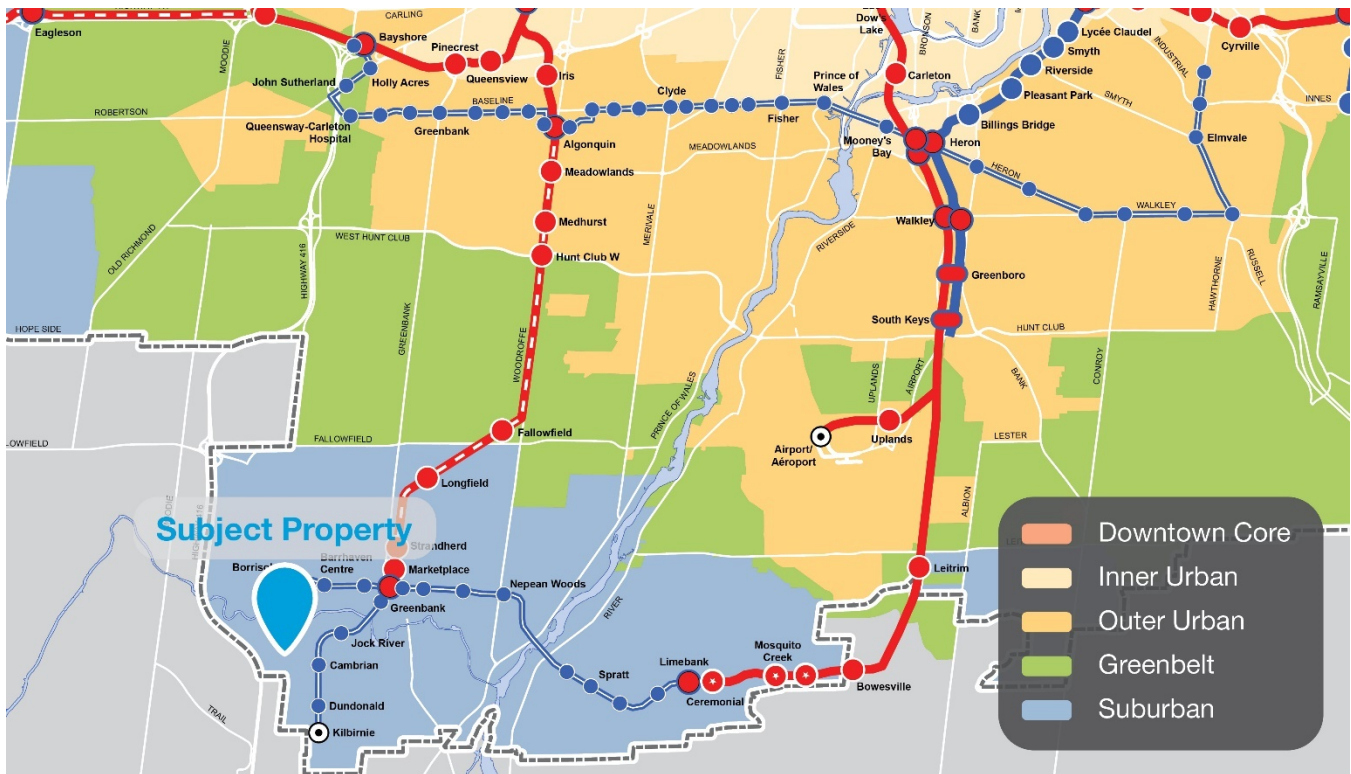 CARLING
Eagleson
MOODIE
Bayshore
Pinecrest
Queensview
Iris
John Sutherland
Holly Acres
ROBERTSON
BASELINE
Queensway-Carleton
Hospital
Greenbank
Algonquin
Clyde
FISHER
Fisher
Prince of
Wales
Dow's
Lake
BRONSON
BANK
Carleton
Mooney's
Bay
Heron
Lycée Claudel
Smyth
Riverside
Pleasant Park
Billings Bridge
SMYTH
INDUSTRIAL
Cyrville
INNES
Elmvale
HERON
WALKLEY
MEADOWLANDS
Meadowlands
Medhurst
Hunt Club W
MERIVALE
WEST HUNT CLUB
OLD RICHMOND
HIGHWAY 416
GREENBANK
WOODROFFE
HOPE SIDE
RIVERSIDE
PRINCE OF WALES
Walkley
Greenboro
South Keys
HUNT CLUB
HAWTHORNE
RUSSELL
RAMSAYVILLE
BANK
CONROY
UPLANDS
AIRPORT
Uplands
Airport/
Aéroport
LESTER
ALBION
LOWFIELD
FALLOWFIELD
Fallowfield
Longfield
Subject Property
Strandherd
Marketplace
Barrhaven
Centre
Greenbank
Nepean Woods
Jock River
Cambrian
Dundonald
Kilbirnie
TRAIL
RIVER
Spratt
Limebank
Ceremonial
Mosquito
Creek
Bowesville
Leitrim
Downtown Core
Inner Urban
Outer Urban
Greenbelt
Suburban